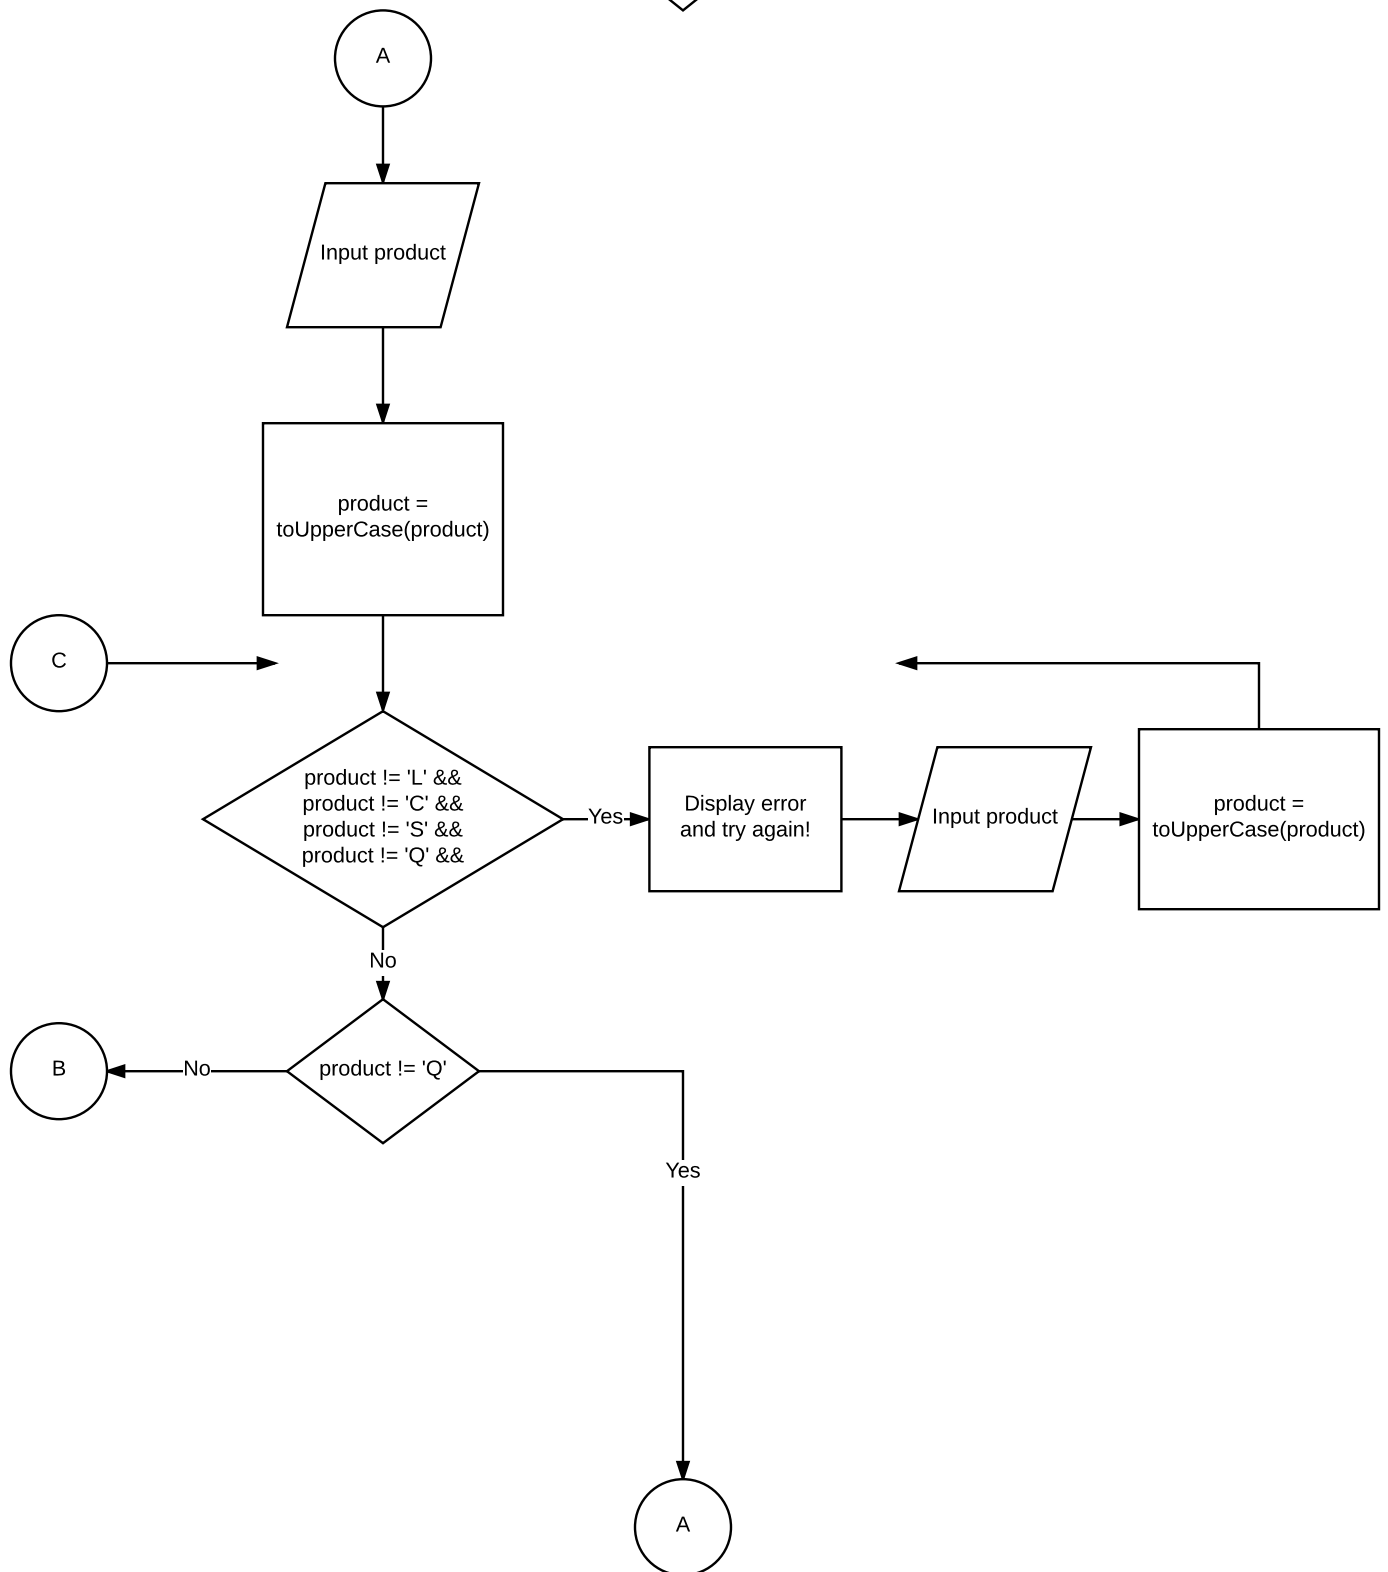 A
Input product
product =
toUpperCase(product)
C
product != 'L' &&
product != 'C' &&
product != 'S' &&
product != 'Q' &&
Yes
Display error
and try again!
Input product
product =
toUpperCase(product)
No
B
No
product != 'Q'
Yes
A